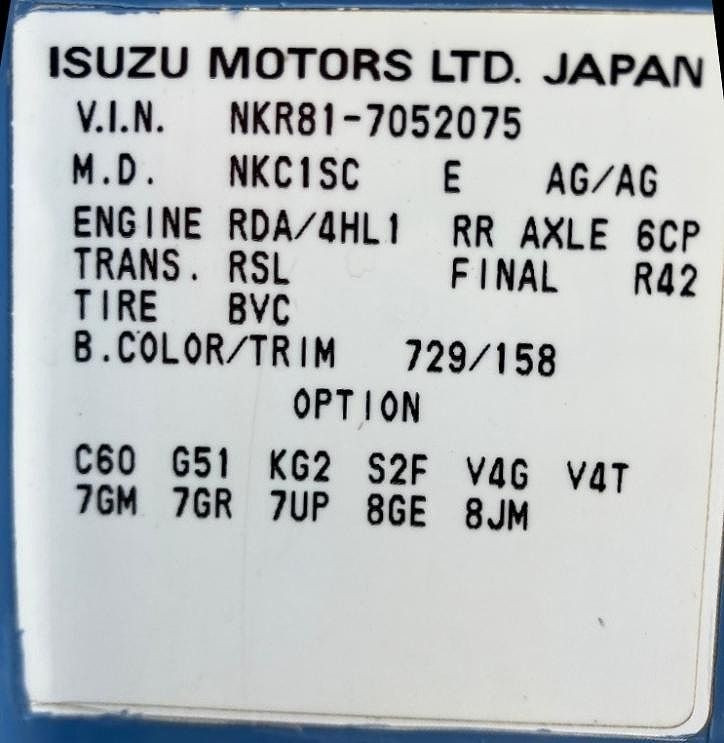 ISUZU MOTORS LTD. JAPAN
V.I.N. NKR81-7052075
M.D. NKC1SC E AG/AG
ENGINE RDA/4HL1 RR AXLE 6CP
TRANS. RSL FINAL R42
TIRE BVC
B.COLOR/TRIM 729/158
OPTION
C60 G51 KG2 S2F V4G V4T
7GM 7GR 7UP 8GE 8JM